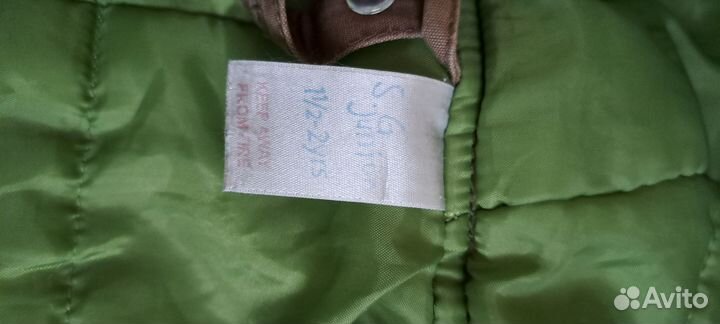 S.G
1½-2yrs
KEEP AWAY
FROM FIRE
Avito